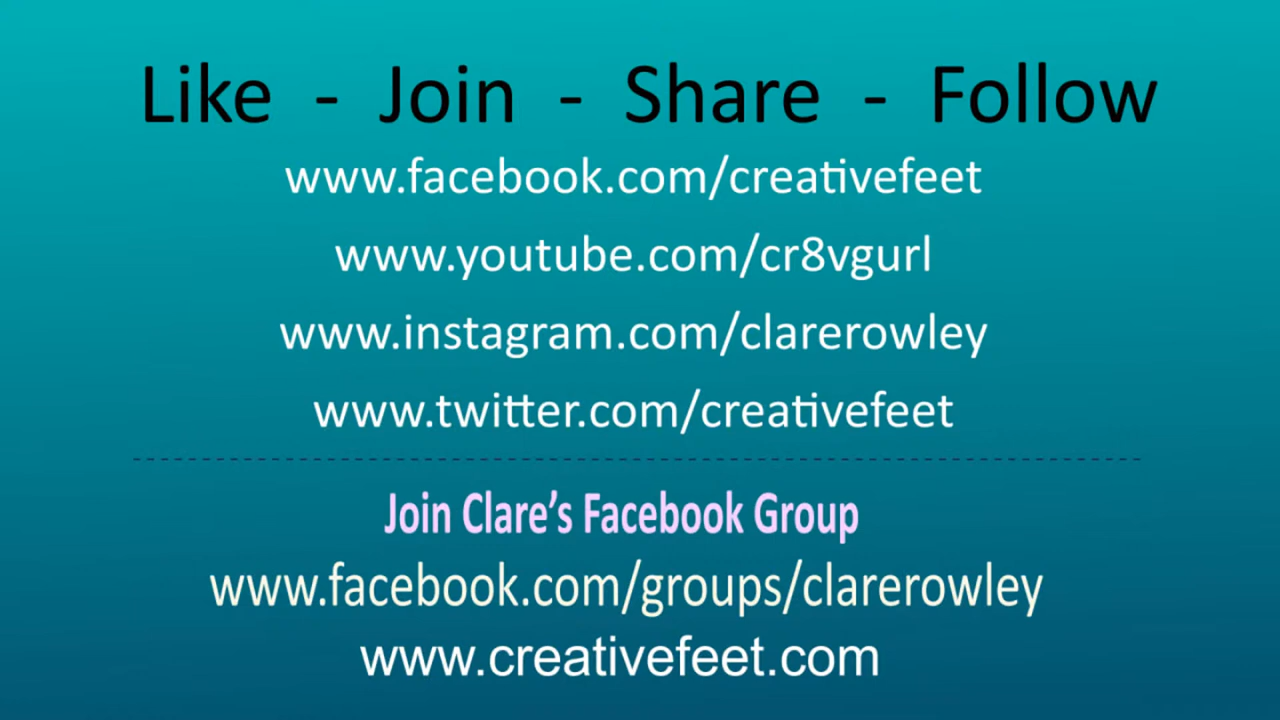 Like - Join - Share - Follow
www.facebook.com/creativefeet
www.youtube.com/cr8vgurl
www.instagram.com/clarerowley
www.twitter.com/creativefeet
Join Clare’s Facebook Group
www.facebook.com/groups/clarerowley
www.creativefeet.com